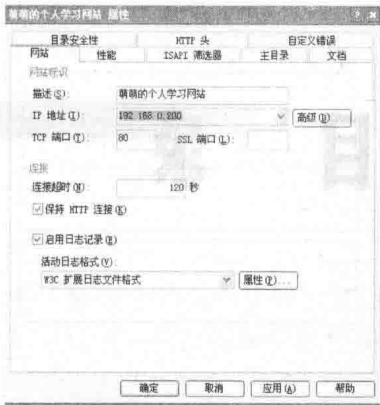 萌萌的个人学习网站 属性
目录安全性 HTTP 头 自定义错误
网站 性能 ISAPI 筛选器 主目录 文档
网站标识
描述(S): 萌萌的个人学习网站
IP 地址(I): 192.168.0.200 高级(D)
TCP 端口(T): 80 SSL 端口(L):
连接
连接超时(N): 120 秒
保持 HTTP 连接(K)
启用日志记录(E)
活动日志格式(V):
W3C 扩展日志文件格式 属性(P)...
确定 取消 应用(A) 帮助